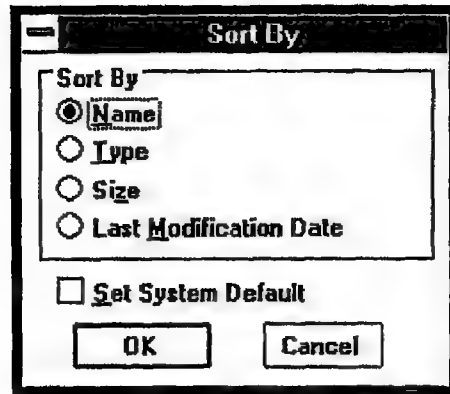 Sort By
Sort By
Name
Type
Size
Last Modification Date
Set System Default
OK Cancel